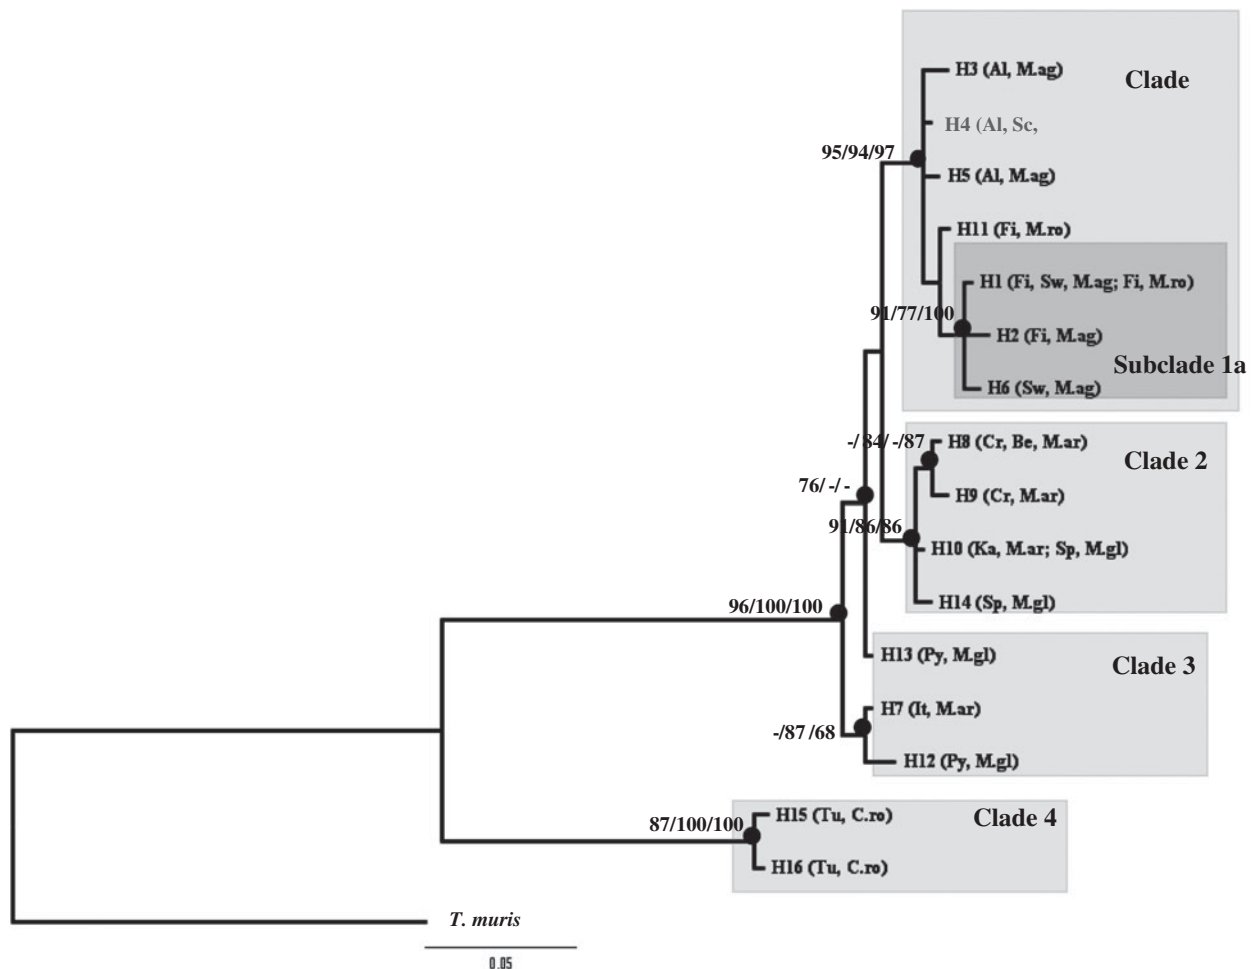 H3 (Al, M.ag)
Clade
H4 (Al, Sc,
95/94/97
H5 (Al, M.ag)
H11 (Fi, M.ro)
H1 (Fi, Sw, M.ag; Fi, M.ro)
91/77/100
H2 (Fi, M.ag)
Subclade 1a
H6 (Sw, M.ag)
-/84/ -/87
H8 (Cr, Be, M.ar)
Clade 2
76/ -/ -
H9 (Cr, M.ar)
91/86/86
H10 (Ka, M.ar; Sp, M.gl)
H14 (Sp, M.gl)
96/100/100
H13 (Py, M.gl)
Clade 3
H7 (It, M.ar)
-/87 /68
H12 (Py, M.gl)
H15 (Tu, C.ro)
Clade 4
87/100/100
H16 (Tu, C.ro)
T. muris
0.05